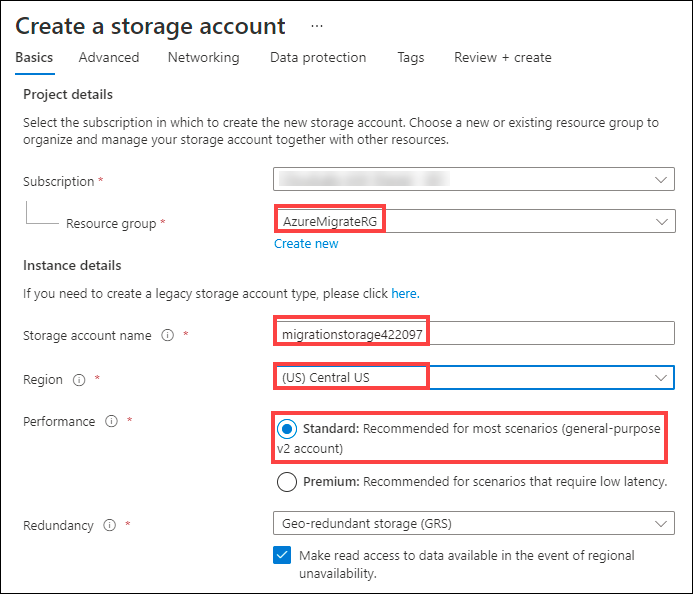 Create a storage account ...
Basics Advanced Networking Data protection Tags Review + create
Project details
Select the subscription in which to create the new storage account. Choose a new or existing resource group to
organize and manage your storage account together with other resources.
Subscription *
Resource group * AzureMigrateRG
Create new
Instance details
If you need to create a legacy storage account type, please click here.
Storage account name * migrationstorage422097
Region * (US) Central US
Performance * Standard: Recommended for most scenarios (general-purpose
v2 account)
Premium: Recommended for scenarios that require low latency.
Redundancy * Geo-redundant storage (GRS)
Make read access to data available in the event of regional
unavailability.